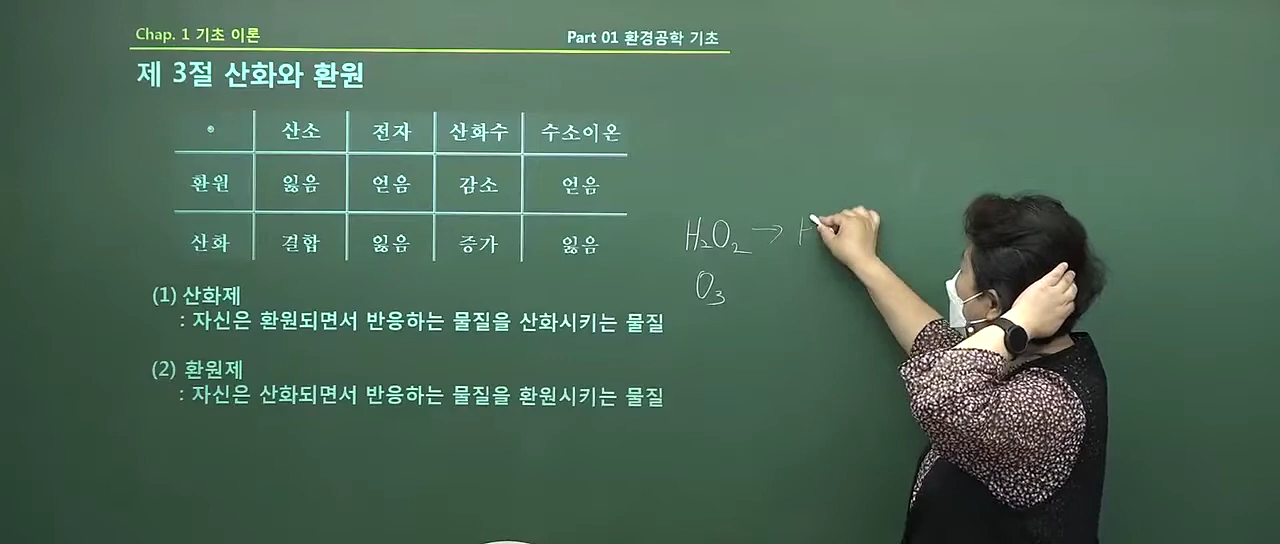 Chap. 1 기초 이론
Part 01 환경공학 기초
제 3절 산화와 환원
산소 전자 산화수 수소이온
환원 잃음 얻음 감소 얻음
산화 결합 잃음 증가 잃음
(1) 산화제
: 자신은 환원되면서 반응하는 물질을 산화시키는 물질
(2) 환원제
: 자신은 산화되면서 반응하는 물질을 환원시키는 물질
H₂O₂ → H
O₃